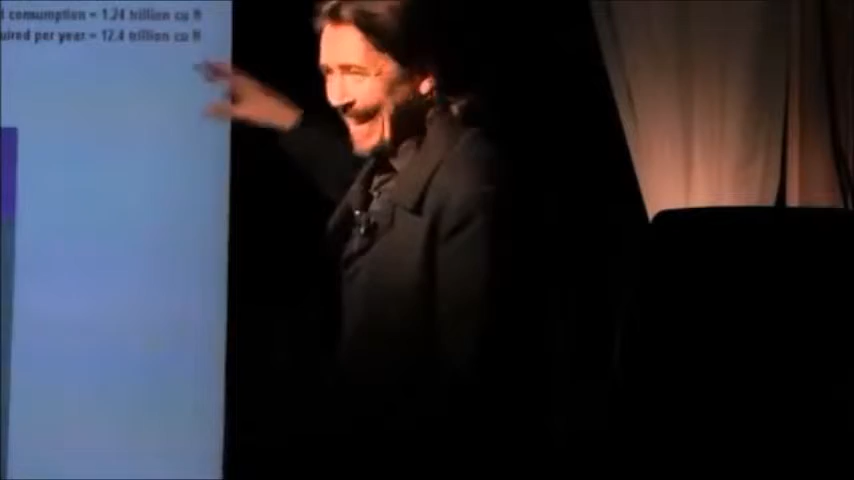 l consumption = 1.24 trillion cu ft
uired per year = 12.4 trillion cu ft